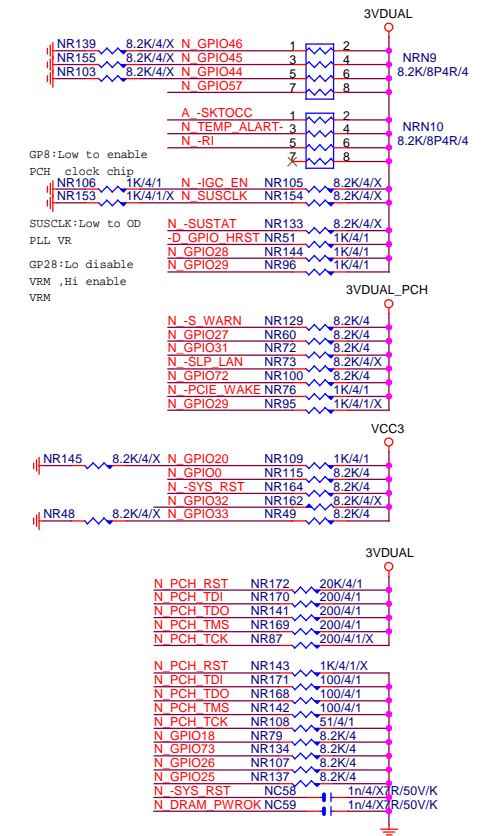 3VDUAL
NR139 8.2K/4/X N_GPIO46 1 2
NR155 8.2K/4/X N_GPIO45 3 4 NRN9
NR103 8.2K/4/X N_GPIO44 5 6 8.2K/8P4R/4
N_GPIO57 7 8
A_-SKTOCC 1 2
N_TEMP_ALART- 3 4 NRN10
N_-RI 5 6 8.2K/8P4R/4
7 8
GP8:Low to enable
PCH clock chip
NR106 1K/4/1 N_-IGC_EN NR105 8.2K/4/X
NR153 1K/4/1/X N_SUSCLK NR154 8.2K/4/X
SUSCLK:Low to OD
PLL VR
N_-SUSTAT NR133 8.2K/4/X
-D_GPIO_HRST NR51 1K/4/1
N_GPIO28 NR144 1K/4/1
N_GPIO29 NR96 1K/4/1
GP28:Lo disable
VRM ,Hi enable
VRM
3VDUAL_PCH
N_-S_WARN NR129 8.2K/4
N_GPIO27 NR60 8.2K/4
N_GPIO31 NR72 8.2K/4
N_-SLP_LAN NR73 8.2K/4/X
N_GPIO72 NR100 8.2K/4
N_-PCIE_WAKE NR76 1K/4/1
N_GPIO29 NR95 1K/4/1/X
VCC3
NR145 8.2K/4/X N_GPIO20 NR109 1K/4/1
N_GPIO0 NR115 8.2K/4
N_-SYS_RST NR164 8.2K/4
N_GPIO32 NR162 8.2K/4/X
NR48 8.2K/4/X N_GPIO33 NR49 8.2K/4
3VDUAL
N_PCH_RST NR172 20K/4/1
N_PCH_TDI NR170 200/4/1
N_PCH_TDO NR141 200/4/1
N_PCH_TMS NR169 200/4/1
N_PCH_TCK NR87 200/4/1/X
N_PCH_RST NR143 1K/4/1/X
N_PCH_TDI NR171 100/4/1
N_PCH_TDO NR168 100/4/1
N_PCH_TMS NR142 100/4/1
N_PCH_TCK NR108 51/4/1
N_GPIO18 NR79 8.2K/4
N_GPIO73 NR134 8.2K/4
N_GPIO26 NR107 8.2K/4
N_GPIO25 NR137 8.2K/4
N_-SYS_RST NC58 1n/4/X7R/50V/K
N_DRAM_PWROK NC59 1n/4/X7R/50V/K